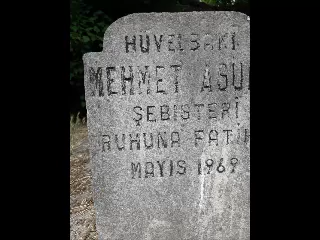 HUVELBAKİ
MEHMET ASU
ŞEBİSTERİ
RUHUNA FATİH
MAYIS 1969